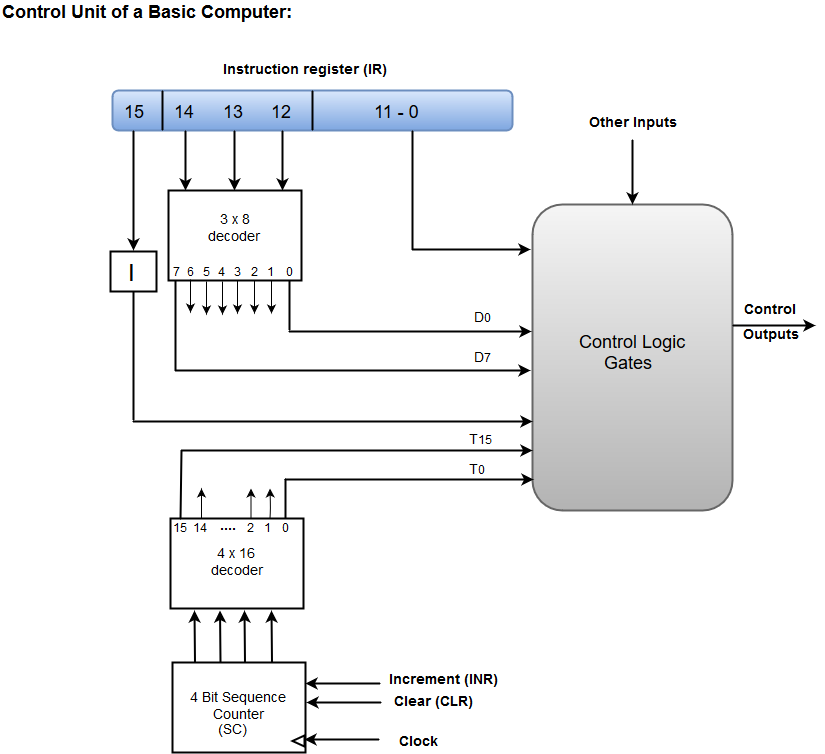 Control Unit of a Basic Computer:
Instruction register (IR)
15 14 13 12 11 - 0
Other Inputs
3 x 8
decoder
I
7 6 5 4 3 2 1 0
Control
Outputs
D0
Control Logic
Gates
D7
T15
T0
15 14 .... 2 1 0
4 x 16
decoder
Increment (INR)
4 Bit Sequence
Counter
(SC)
Clear (CLR)
Clock